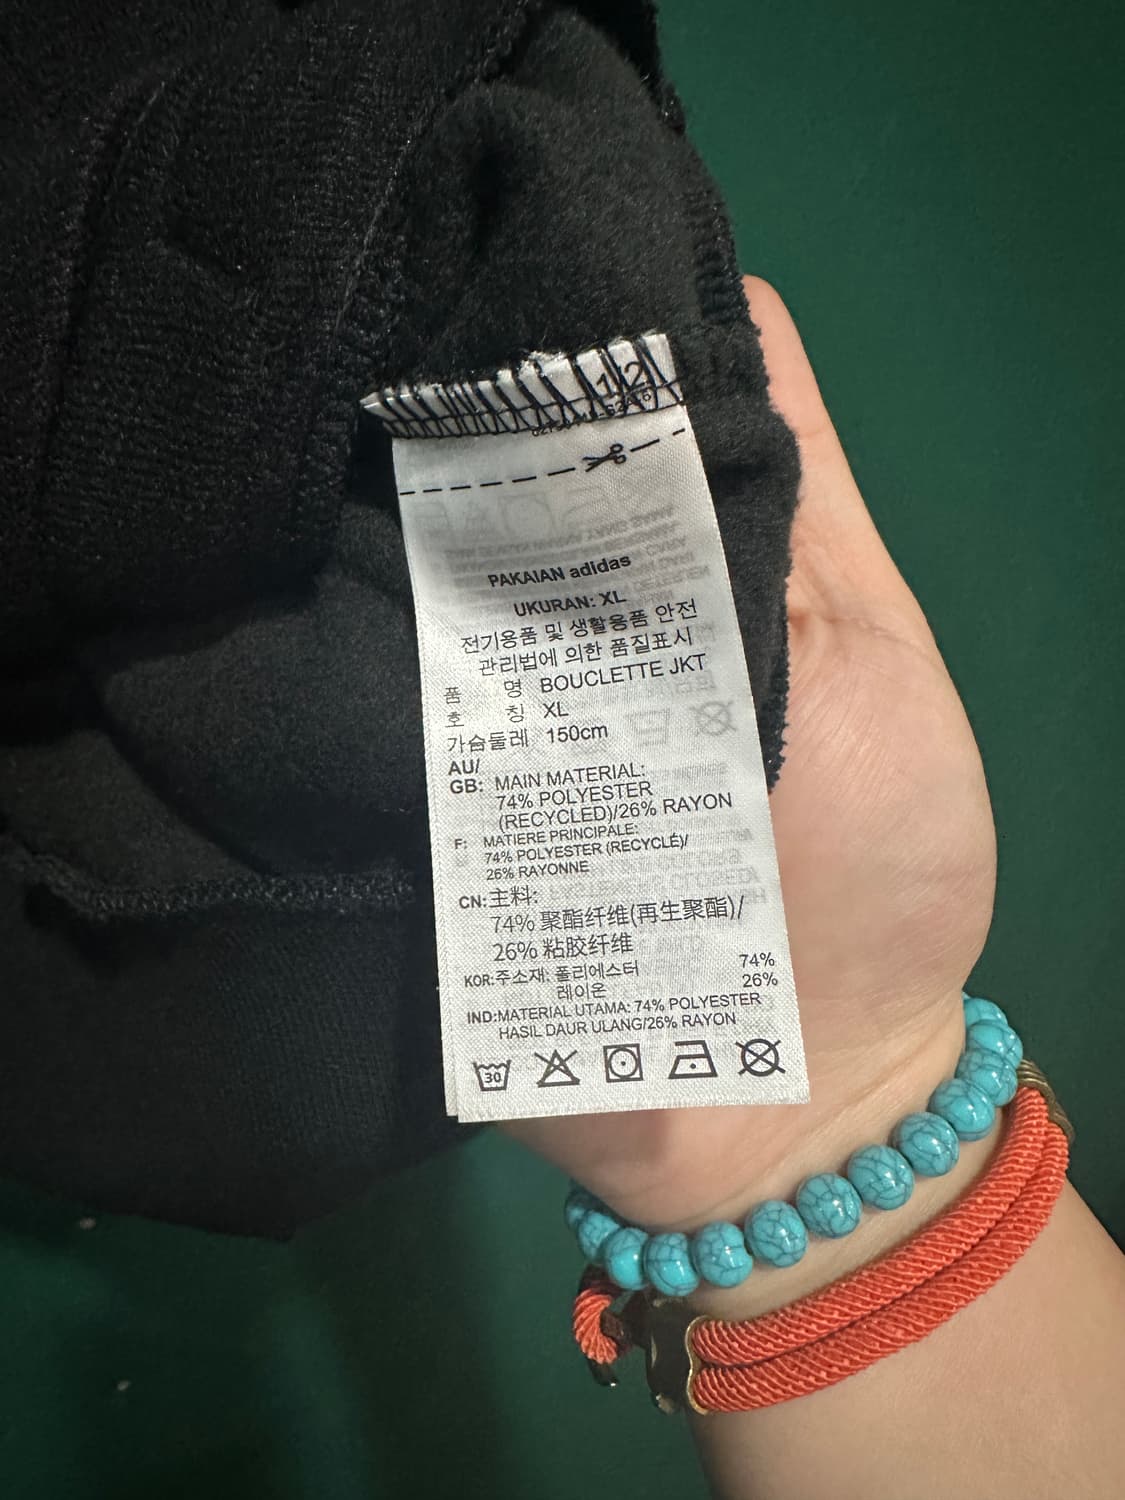 1/2
PAKAIAN adidas
UKURAN: XL
전기용품 및 생활용품 안전
관리법에 의한 품질표시
품 명 BOUCLETTE JKT
호 칭 XL
가슴둘레 150cm
AU/
GB: MAIN MATERIAL:
74% POLYESTER
(RECYCLED)/26% RAYON
F: MATIERE PRINCIPALE:
74% POLYESTER (RECYCLÉ)/
26% RAYONNE
CN:主料:
74% 聚酯纤维(再生聚酯)/
26% 粘胶纤维
KOR:주소재: 폴리에스터 74%
레이온 26%
IND:MATERIAL UTAMA: 74% POLYESTER
HASIL DAUR ULANG/26% RAYON
30